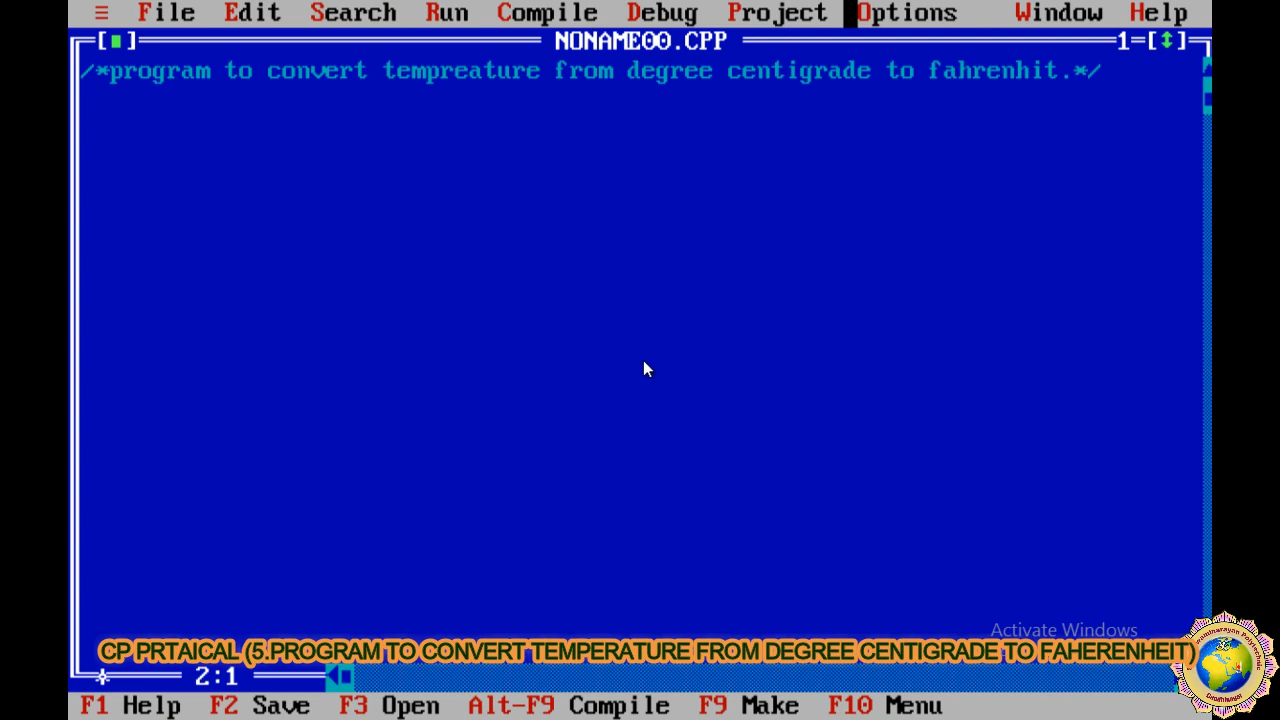 ≡ File Edit Search Run Compile Debug Project Options Window Help
[■] NONAME00.CPP 1=[↕]
/*program to convert tempreature from degree centigrade to fahrenhit.*/
Activate Windows
CP PRTAICAL (5.PROGRAM TO CONVERT TEMPERATURE FROM DEGREE CENTIGRADE TO FAHERENHEIT)
2:1
F1 Help F2 Save F3 Open Alt-F9 Compile F9 Make F10 Menu